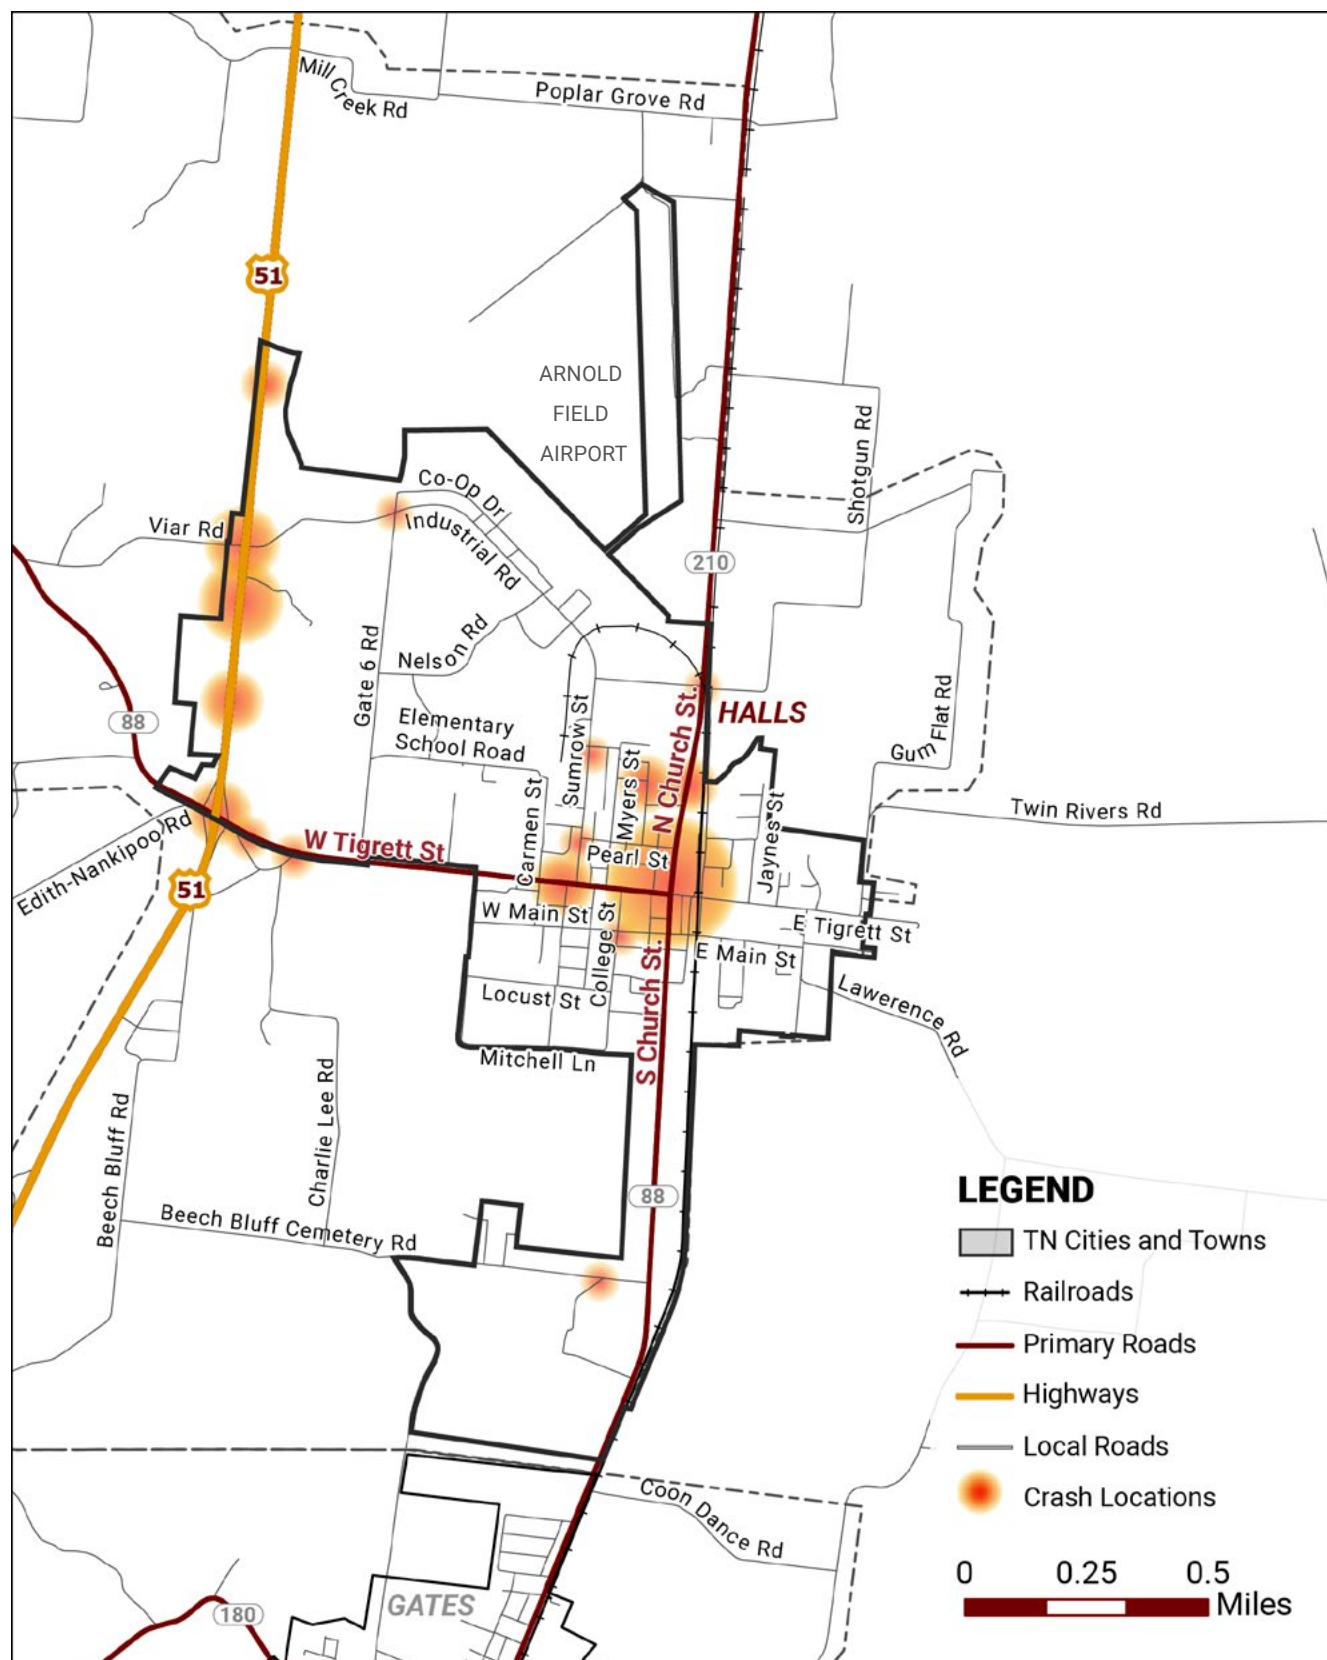 Mill Creek Rd
Poplar Grove Rd
51
ARNOLD
FIELD
AIRPORT
Shotgun Rd
Co-Op Dr
Industrial Rd
Viar Rd
210
Nelson Rd
Gate 6 Rd
88
Elementary
School Road
Sumrow St
Myers St
N Church St.
HALLS
Gum Flat Rd
Twin Rivers Rd
Edith-Nankipoo Rd
W Tigrett St
Carmen St
Pearl St
Jaynes St
51
W Main St
College St
E Tigrett St
E Main St
Locust St
S Church St.
Lawerence Rd
Mitchell Ln
Beech Bluff Rd
Charlie Lee Rd
88
Beech Bluff Cemetery Rd
LEGEND
TN Cities and Towns
Railroads
Primary Roads
Highways
Local Roads
Crash Locations
0 0.25 0.5
Miles
Coon Dance Rd
GATES
180